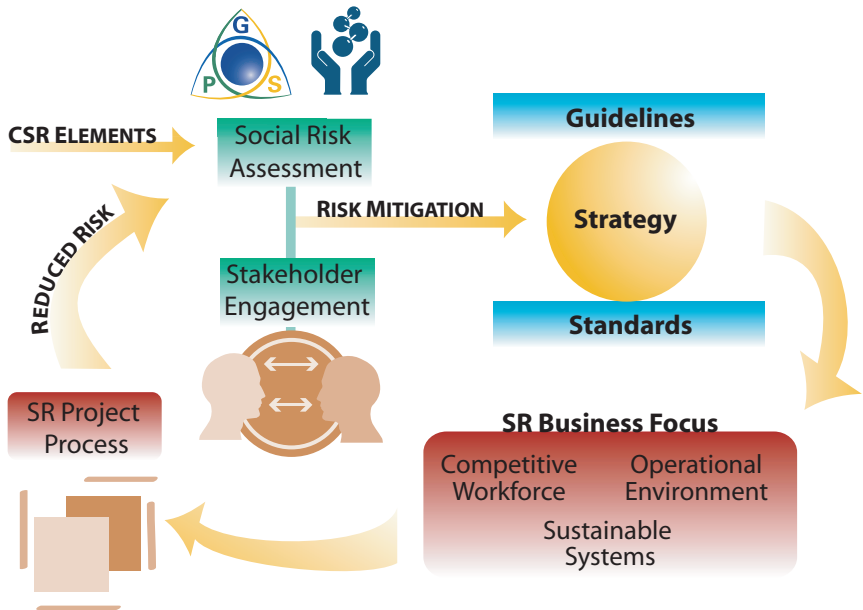 G
P
S
CSR ELEMENTS
Social Risk
Assessment
Guidelines
RISK MITIGATION
Strategy
REDUCED RISK
Stakeholder
Engagement
Standards
SR Project
Process
SR Business Focus
Competitive
Workforce
Operational
Environment
Sustainable
Systems